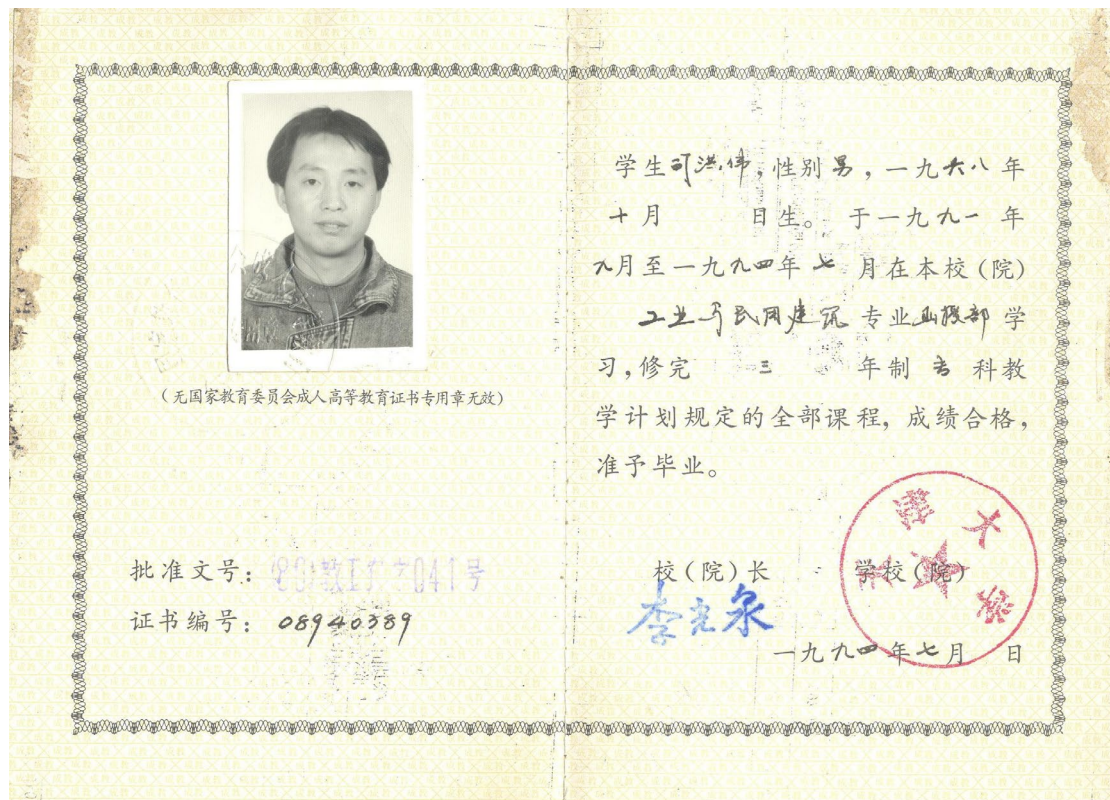 (无国家教育委员会成人高等教育证书专用章无效)
批准文号:
证书编号: 08940389
学生 洪伟,性别男,一九六八年
十月 日生。 于一九九一年
九月至一九九四年七月在本校(院)
工业与民用建筑专业 学
习,修完 三 年制 专 科教
学计划规定的全部课程,成绩合格,
准予毕业。
校(院)长 学校(院)
李光泉
天津大学
一九九四年七月 日